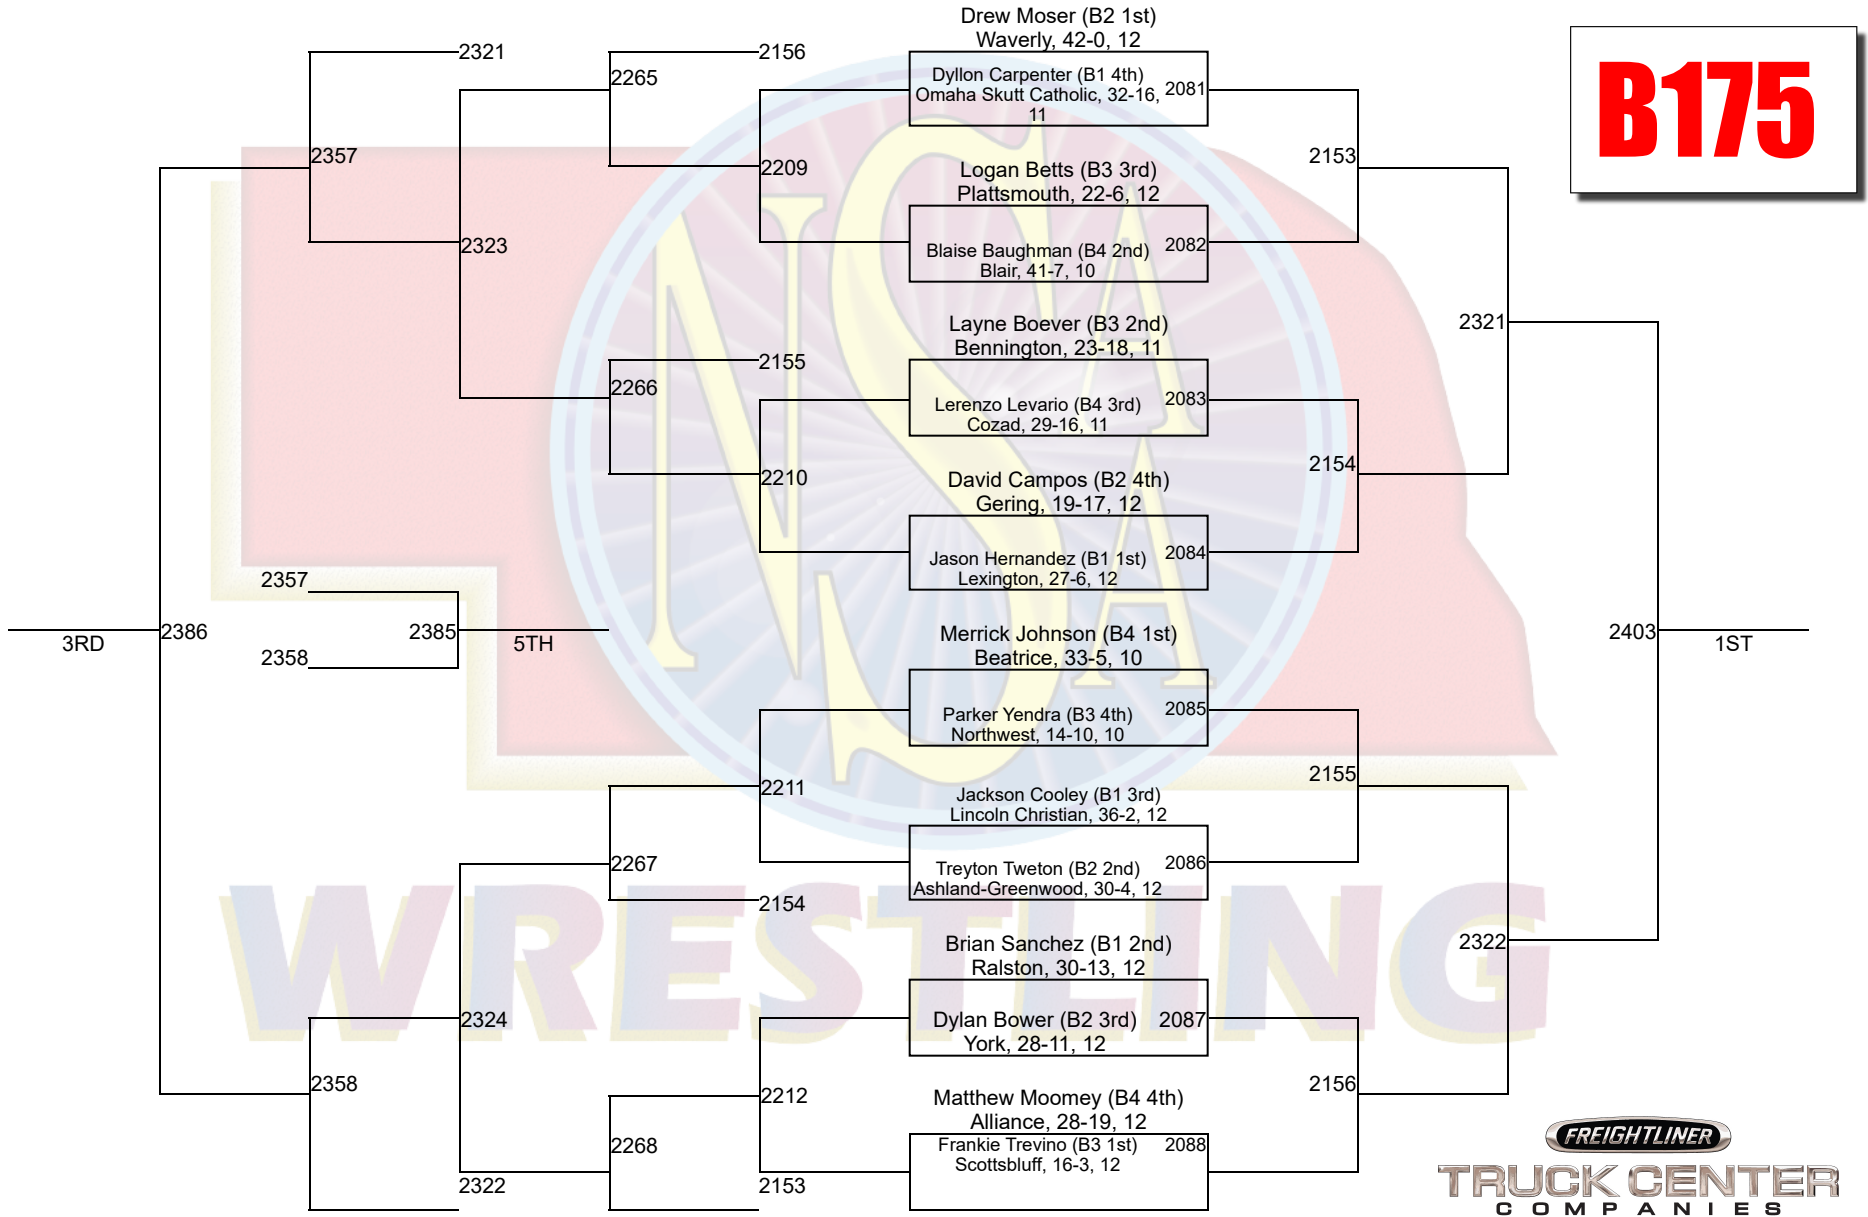 B175
Drew Moser (B2 1st)
Waverly, 42-0, 12
Dyllon Carpenter (B1 4th)
Omaha Skutt Catholic, 32-16,
11
2081
Logan Betts (B3 3rd)
Plattsmouth, 22-6, 12
Blaise Baughman (B4 2nd)
Blair, 41-7, 10
2082
Layne Boever (B3 2nd)
Bennington, 23-18, 11
Lerenzo Levario (B4 3rd)
Cozad, 29-16, 11
2083
David Campos (B2 4th)
Gering, 19-17, 12
Jason Hernandez (B1 1st)
Lexington, 27-6, 12
2084
Merrick Johnson (B4 1st)
Beatrice, 33-5, 10
Parker Yendra (B3 4th)
Northwest, 14-10, 10
2085
Jackson Cooley (B1 3rd)
Lincoln Christian, 36-2, 12
Treyton Tweton (B2 2nd)
Ashland-Greenwood, 30-4, 12
2086
Brian Sanchez (B1 2nd)
Ralston, 30-13, 12
Dylan Bower (B2 3rd)
York, 28-11, 12
2087
Matthew Moomey (B4 4th)
Alliance, 28-19, 12
Frankie Trevino (B3 1st)
Scottsbluff, 16-3, 12
2088
2153
2154
2155
2156
2321
2322
2403
1ST
2156
2209
2155
2210
2211
2154
2212
2153
2265
2266
2267
2268
2321
2323
2324
2322
2357
2358
2357
2358
2385
5TH
2386
3RD
NSAA
WRESTLING
FREIGHTLINER
TRUCK CENTER
COMPANIES